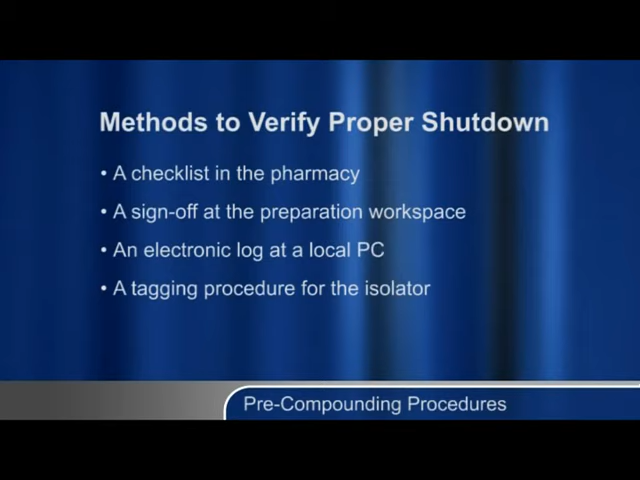 Methods to Verify Proper Shutdown
• A checklist in the pharmacy
• A sign-off at the preparation workspace
• An electronic log at a local PC
• A tagging procedure for the isolator
Pre-Compounding Procedures